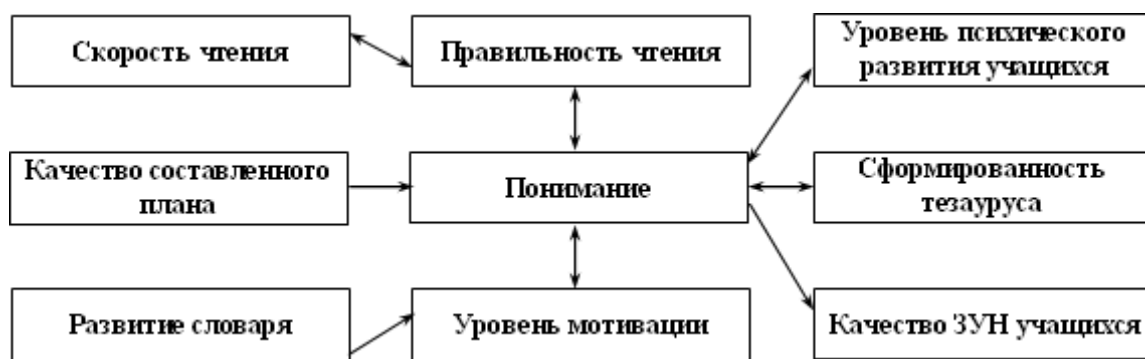 Скорость чтения
Правильность чтения
Уровень психического
развития учащихся
Качество составленного
плана
Понимание
Сформированность
тезауруса
Развитие словаря
Уровень мотивации
Качество ЗУН учащихся